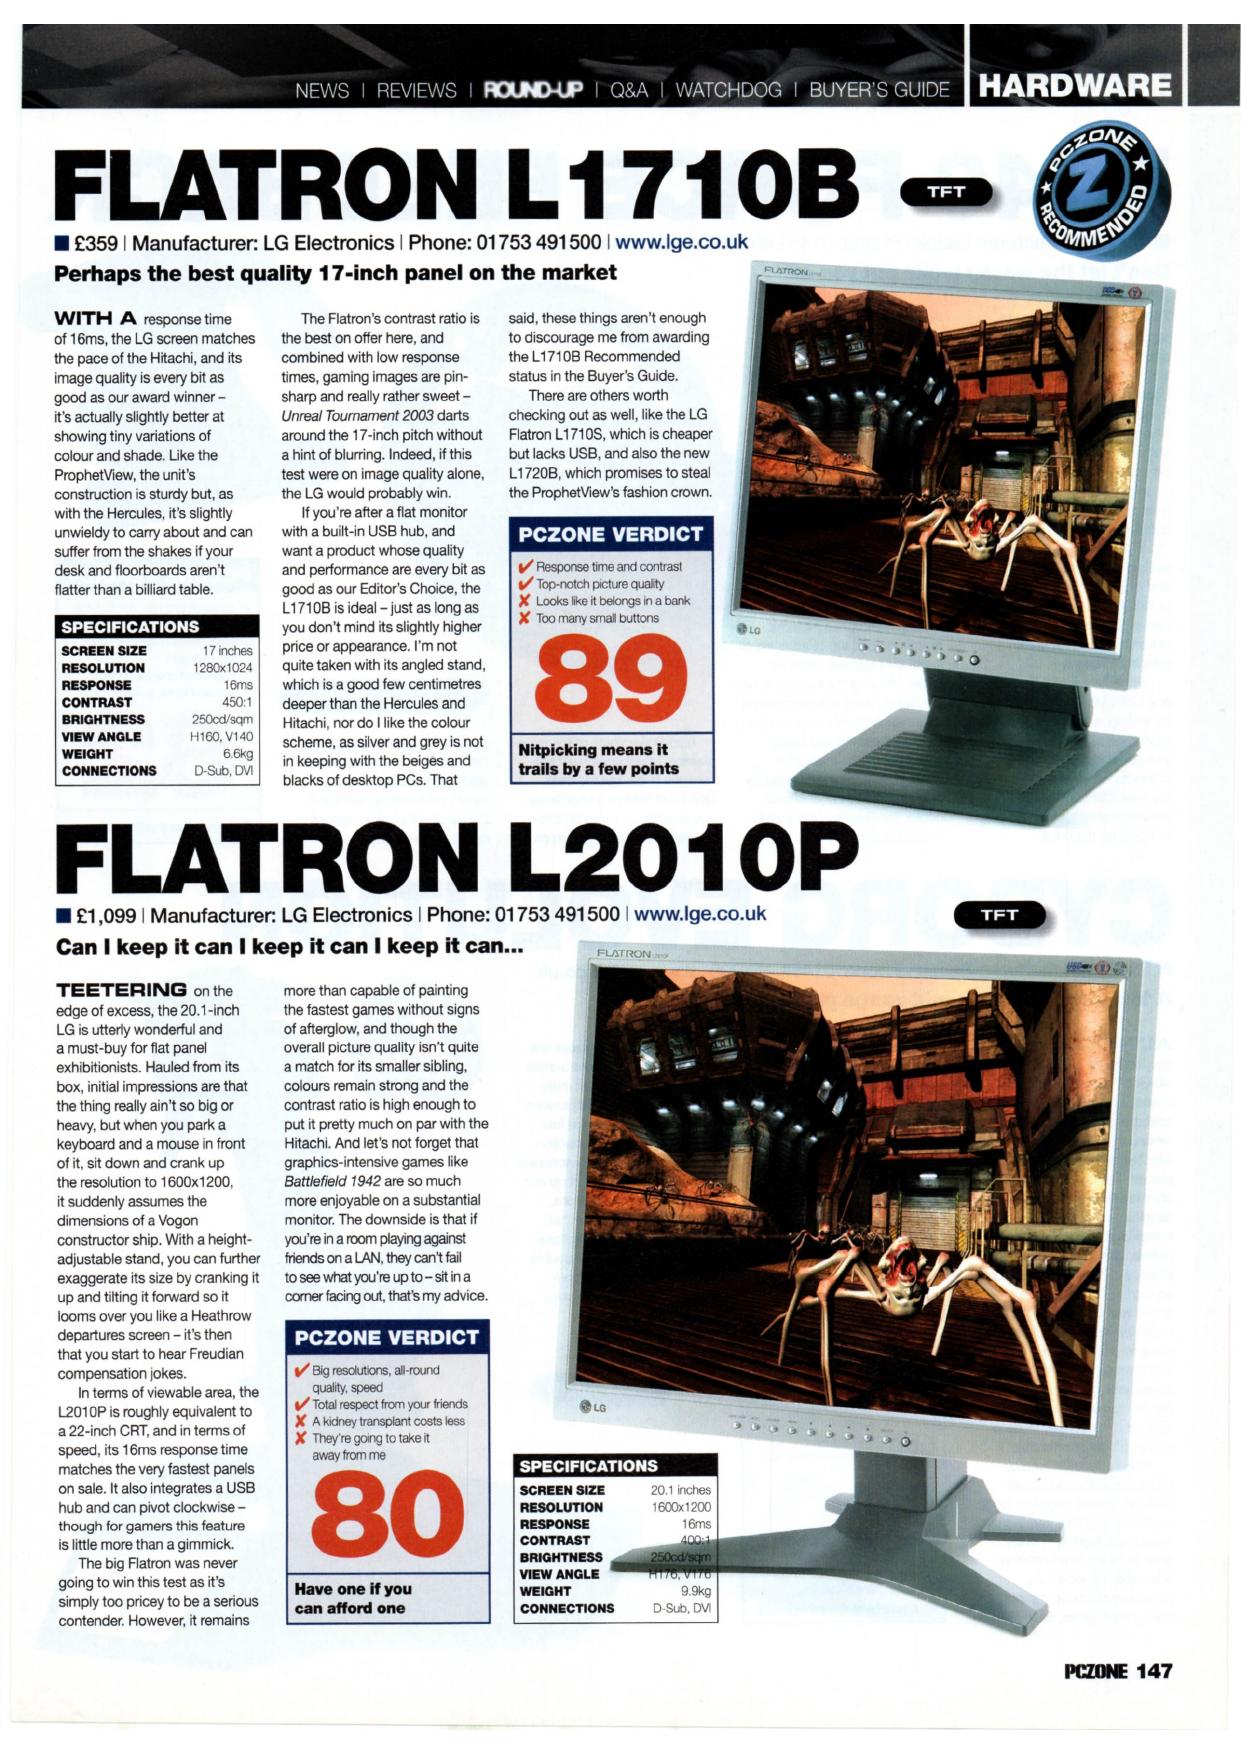 NEWS | REVIEWS | ROUND-UP | Q&A | WATCHDOG | BUYER'S GUIDE
HARDWARE
FLATRON L1710B
TFT
PCZONE
Z
RECOMMENDED
£359 | Manufacturer: LG Electronics | Phone: 01753 491500 | www.lge.co.uk
Perhaps the best quality 17-inch panel on the market
WITH A response time
of 16ms, the LG screen matches
the pace of the Hitachi, and its
image quality is every bit as
good as our award winner –
it's actually slightly better at
showing tiny variations of
colour and shade. Like the
ProphetView, the unit's
construction is sturdy but, as
with the Hercules, it's slightly
unwieldy to carry about and can
suffer from the shakes if your
desk and floorboards aren't
flatter than a billiard table.
SPECIFICATIONS
SCREEN SIZE 17 inches
RESOLUTION 1280x1024
RESPONSE 16ms
CONTRAST 450:1
BRIGHTNESS 250cd/sqm
VIEW ANGLE H160, V140
WEIGHT 6.6kg
CONNECTIONS D-Sub, DVI
The Flatron's contrast ratio is
the best on offer here, and
combined with low response
times, gaming images are pin-
sharp and really rather sweet –
Unreal Tournament 2003 darts
around the 17-inch pitch without
a hint of blurring. Indeed, if this
test were on image quality alone,
the LG would probably win.
If you're after a flat monitor
with a built-in USB hub, and
want a product whose quality
and performance are every bit as
good as our Editor's Choice, the
L1710B is ideal – just as long as
you don't mind its slightly higher
price or appearance. I'm not
quite taken with its angled stand,
which is a good few centimetres
deeper than the Hercules and
Hitachi, nor do I like the colour
scheme, as silver and grey is not
in keeping with the beiges and
blacks of desktop PCs. That
said, these things aren't enough
to discourage me from awarding
the L1710B Recommended
status in the Buyer's Guide.
There are others worth
checking out as well, like the LG
Flatron L1710S, which is cheaper
but lacks USB, and also the new
L1720B, which promises to steal
the ProphetView's fashion crown.
PCZONE VERDICT
✔ Response time and contrast
✔ Top-notch picture quality
✘ Looks like it belongs in a bank
✘ Too many small buttons
89
Nitpicking means it
trails by a few points
FLATRON
LG
FLATRON L2010P
£1,099 | Manufacturer: LG Electronics | Phone: 01753 491500 | www.lge.co.uk
TFT
Can I keep it can I keep it can I keep it can...
TEETERING on the
edge of excess, the 20.1-inch
LG is utterly wonderful and
a must-buy for flat panel
exhibitionists. Hauled from its
box, initial impressions are that
the thing really ain't so big or
heavy, but when you park a
keyboard and a mouse in front
of it, sit down and crank up
the resolution to 1600x1200,
it suddenly assumes the
dimensions of a Vogon
constructor ship. With a height-
adjustable stand, you can further
exaggerate its size by cranking it
up and tilting it forward so it
looms over you like a Heathrow
departures screen – it's then
that you start to hear Freudian
compensation jokes.
In terms of viewable area, the
L2010P is roughly equivalent to
a 22-inch CRT, and in terms of
speed, its 16ms response time
matches the very fastest panels
on sale. It also integrates a USB
hub and can pivot clockwise –
though for gamers this feature
is little more than a gimmick.
The big Flatron was never
going to win this test as it's
simply too pricey to be a serious
contender. However, it remains
more than capable of painting
the fastest games without signs
of afterglow, and though the
overall picture quality isn't quite
a match for its smaller sibling,
colours remain strong and the
contrast ratio is high enough to
put it pretty much on par with the
Hitachi. And let's not forget that
graphics-intensive games like
Battlefield 1942 are so much
more enjoyable on a substantial
monitor. The downside is that if
you're in a room playing against
friends on a LAN, they can't fail
to see what you're up to – sit in a
corner facing out, that's my advice.
PCZONE VERDICT
✔ Big resolutions, all-round
quality, speed
✔ Total respect from your friends
✘ A kidney transplant costs less
✘ They're going to take it
away from me
80
Have one if you
can afford one
FLATRON
LG
SPECIFICATIONS
SCREEN SIZE 20.1 inches
RESOLUTION 1600x1200
RESPONSE 16ms
CONTRAST 400:1
BRIGHTNESS 250cd/sqm
VIEW ANGLE H176, V176
WEIGHT 9.9kg
CONNECTIONS D-Sub, DVI
PCZONE 147